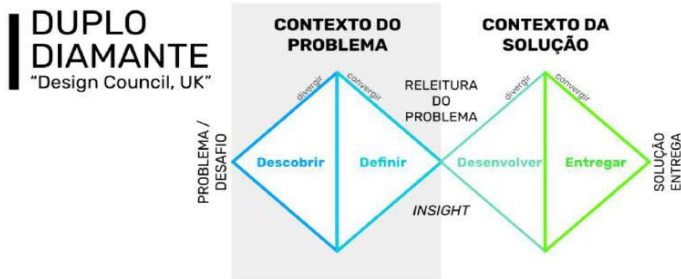 DUPLO
DIAMANTE
“Design Council, UK”
CONTEXTO DO
PROBLEMA
CONTEXTO DA
SOLUÇÃO
PROBLEMA /
DESAFIO
divergir
convergir
Descobrir
Definir
RELEITURA
DO
PROBLEMA
INSIGHT
divergir
convergir
Desenvolver
Entregar
SOLUÇÃO
ENTREGA